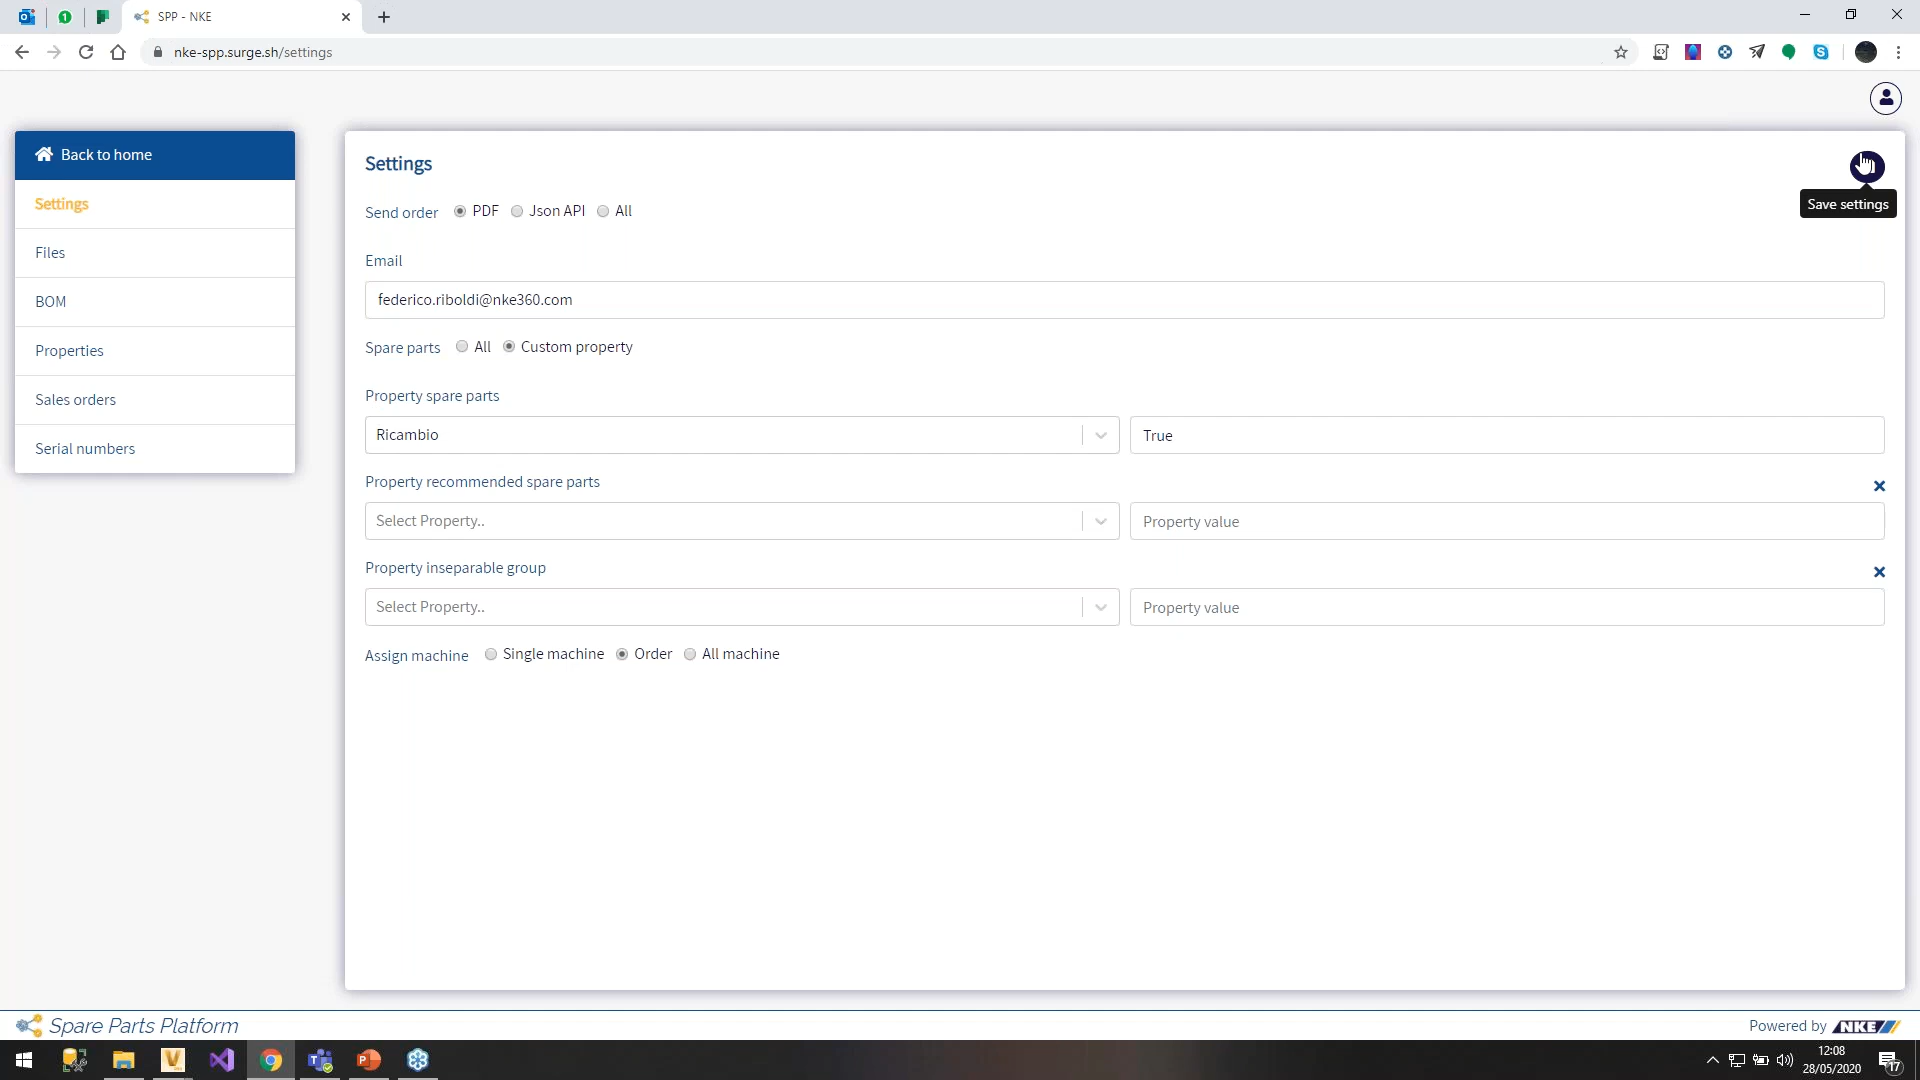 SPP - NKE
nke-spp.surge.sh/settings
Back to home
Settings
Files
BOM
Properties
Sales orders
Serial numbers
Settings
Save settings
Send order PDF Json API All
Email
federico.riboldi@nke360.com
Spare parts All Custom property
Property spare parts
Ricambio True
Property recommended spare parts
Select Property.. Property value
Property inseparable group
Select Property.. Property value
Assign machine Single machine Order All machine
Spare Parts Platform
Powered by NKE
12:08
28/05/2020
17